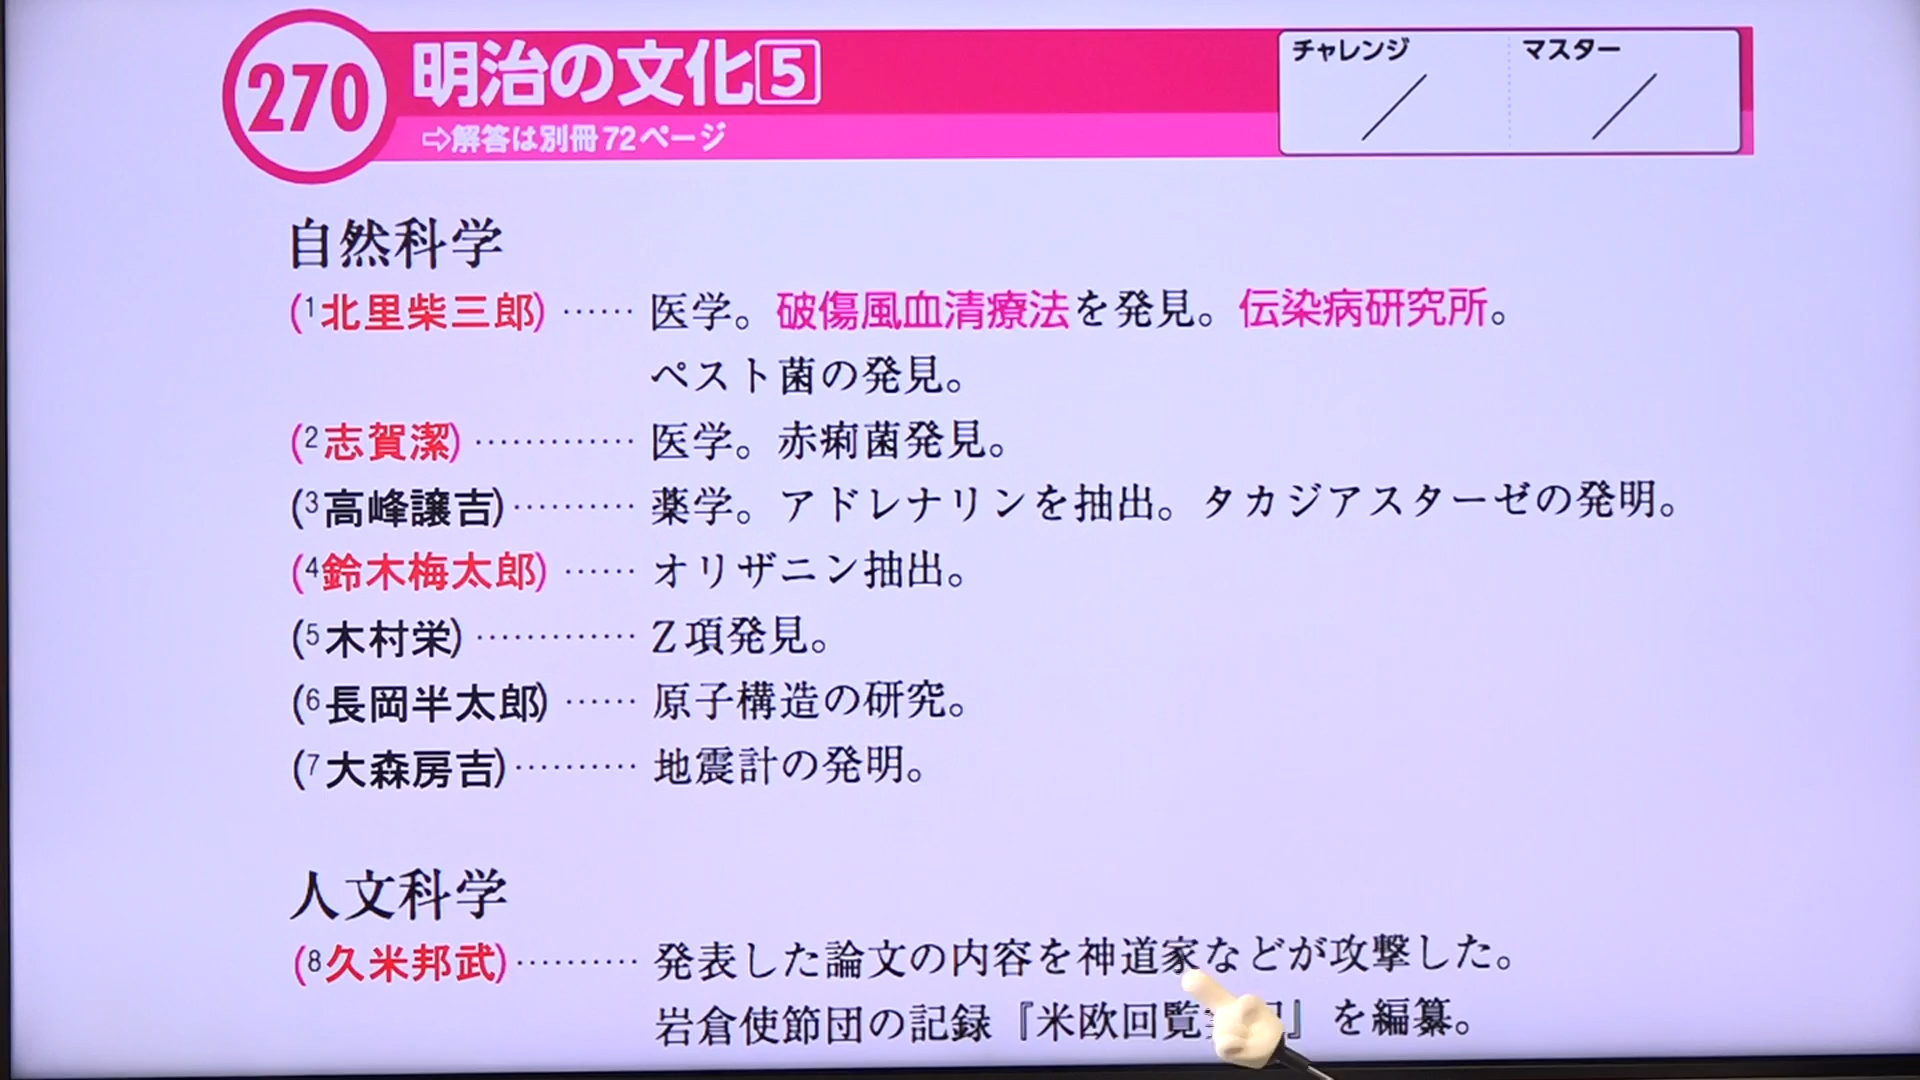 270 明治の文化5
⇨解答は別冊72ページ
チャレンジ マスター
自然科学
(1北里柴三郎) …… 医学。破傷風血清療法を発見。伝染病研究所。
ペスト菌の発見。
(2志賀潔) ………… 医学。赤痢菌発見。
(3高峰譲吉) ………… 薬学。アドレナリンを抽出。タカジアスターゼの発明。
(4鈴木梅太郎) …… オリザニン抽出。
(5木村栄) ………… Z項発見。
(6長岡半太郎) …… 原子構造の研究。
(7大森房吉) ………… 地震計の発明。
人文科学
(8久米邦武) ………… 発表した論文の内容を神道家などが攻撃した。
岩倉使節団の記録『米欧回覧』を編纂。